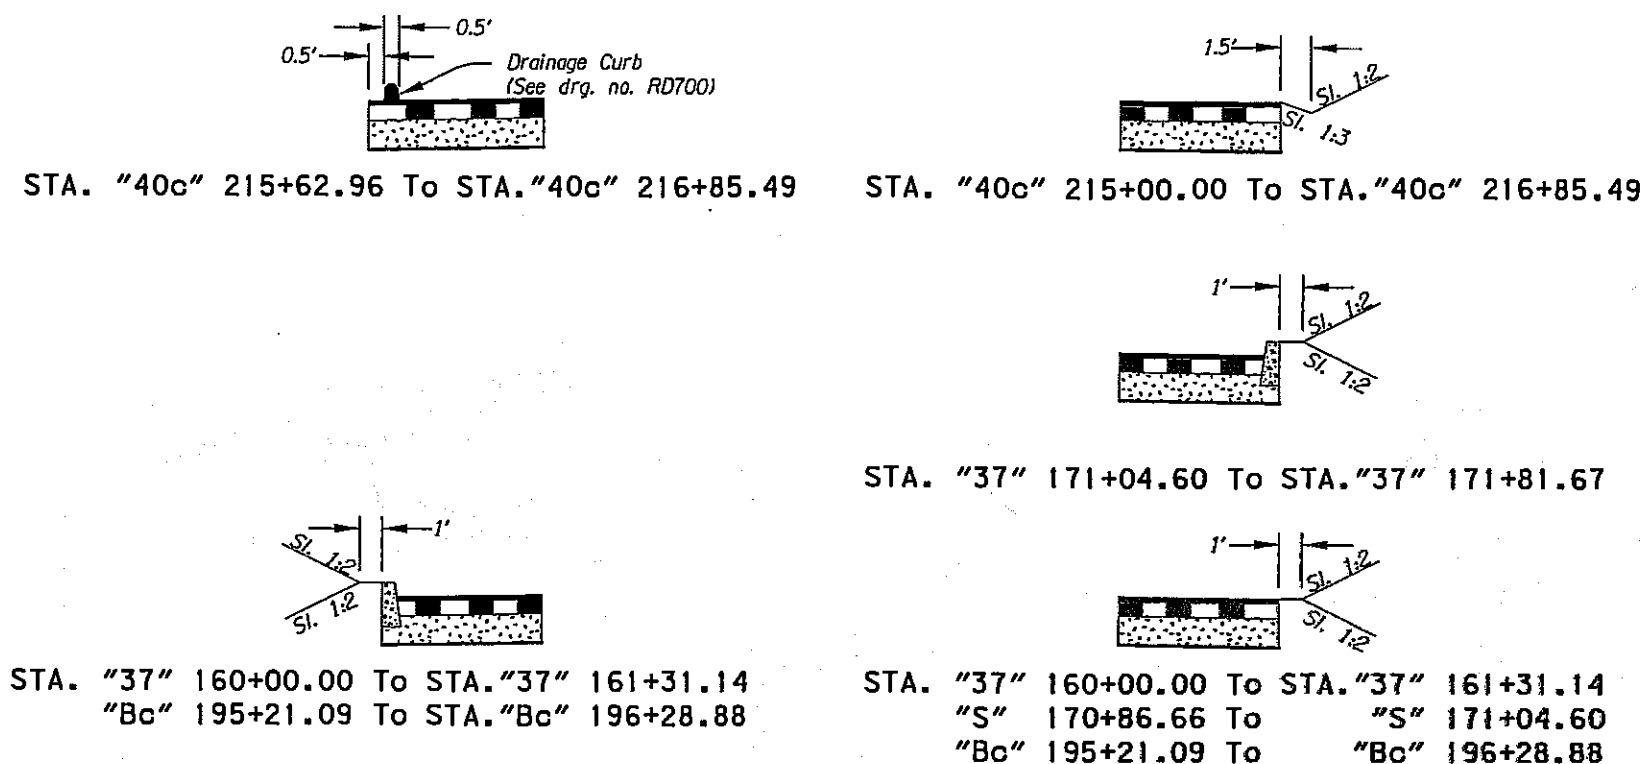 0.5'
0.5'
Drainage Curb
(See drg. no. RD700)
STA. "40c" 215+62.96 To STA."40c" 216+85.49
1.5'
Sl. 1:2
Sl. 1:3
STA. "40c" 215+00.00 To STA."40c" 216+85.49
1'
Sl. 1:2
Sl. 1:2
STA. "37" 171+04.60 To STA."37" 171+81.67
1'
Sl. 1:2
Sl. 1:2
STA. "37" 160+00.00 To STA."37" 161+31.14
"Bc" 195+21.09 To STA."Bc" 196+28.88
1'
Sl. 1:2
Sl. 1:2
STA. "37" 160+00.00 To STA."37" 161+31.14
"S" 170+86.66 To "S" 171+04.60
"Bc" 195+21.09 To "Bc" 196+28.88